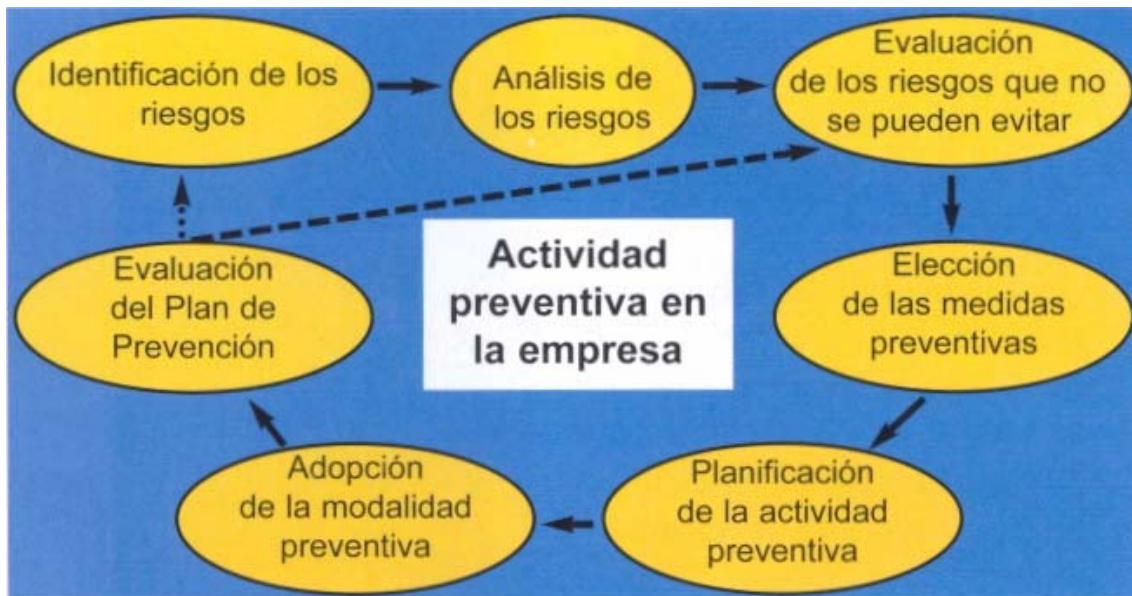 Identificación de los
riesgos
Análisis de
los riesgos
Evaluación
de los riesgos que no
se pueden evitar
Actividad
preventiva en
la empresa
Evaluación
del Plan de
Prevención
Elección
de las medidas
preventivas
Adopción
de la modalidad
preventiva
Planificación
de la actividad
preventiva